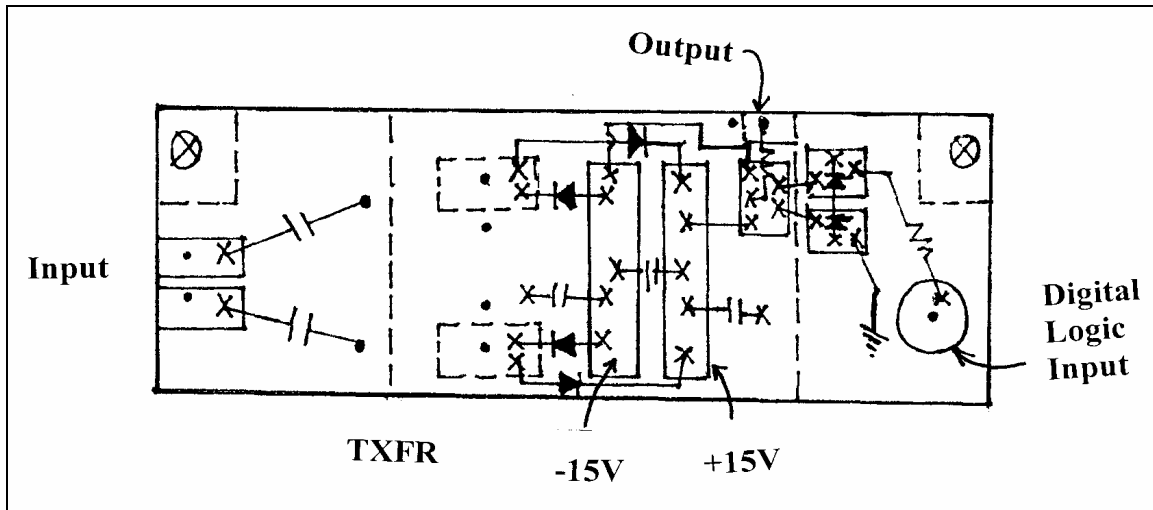 Output
Input
Digital
Logic
Input
TXFR
-15V
+15V